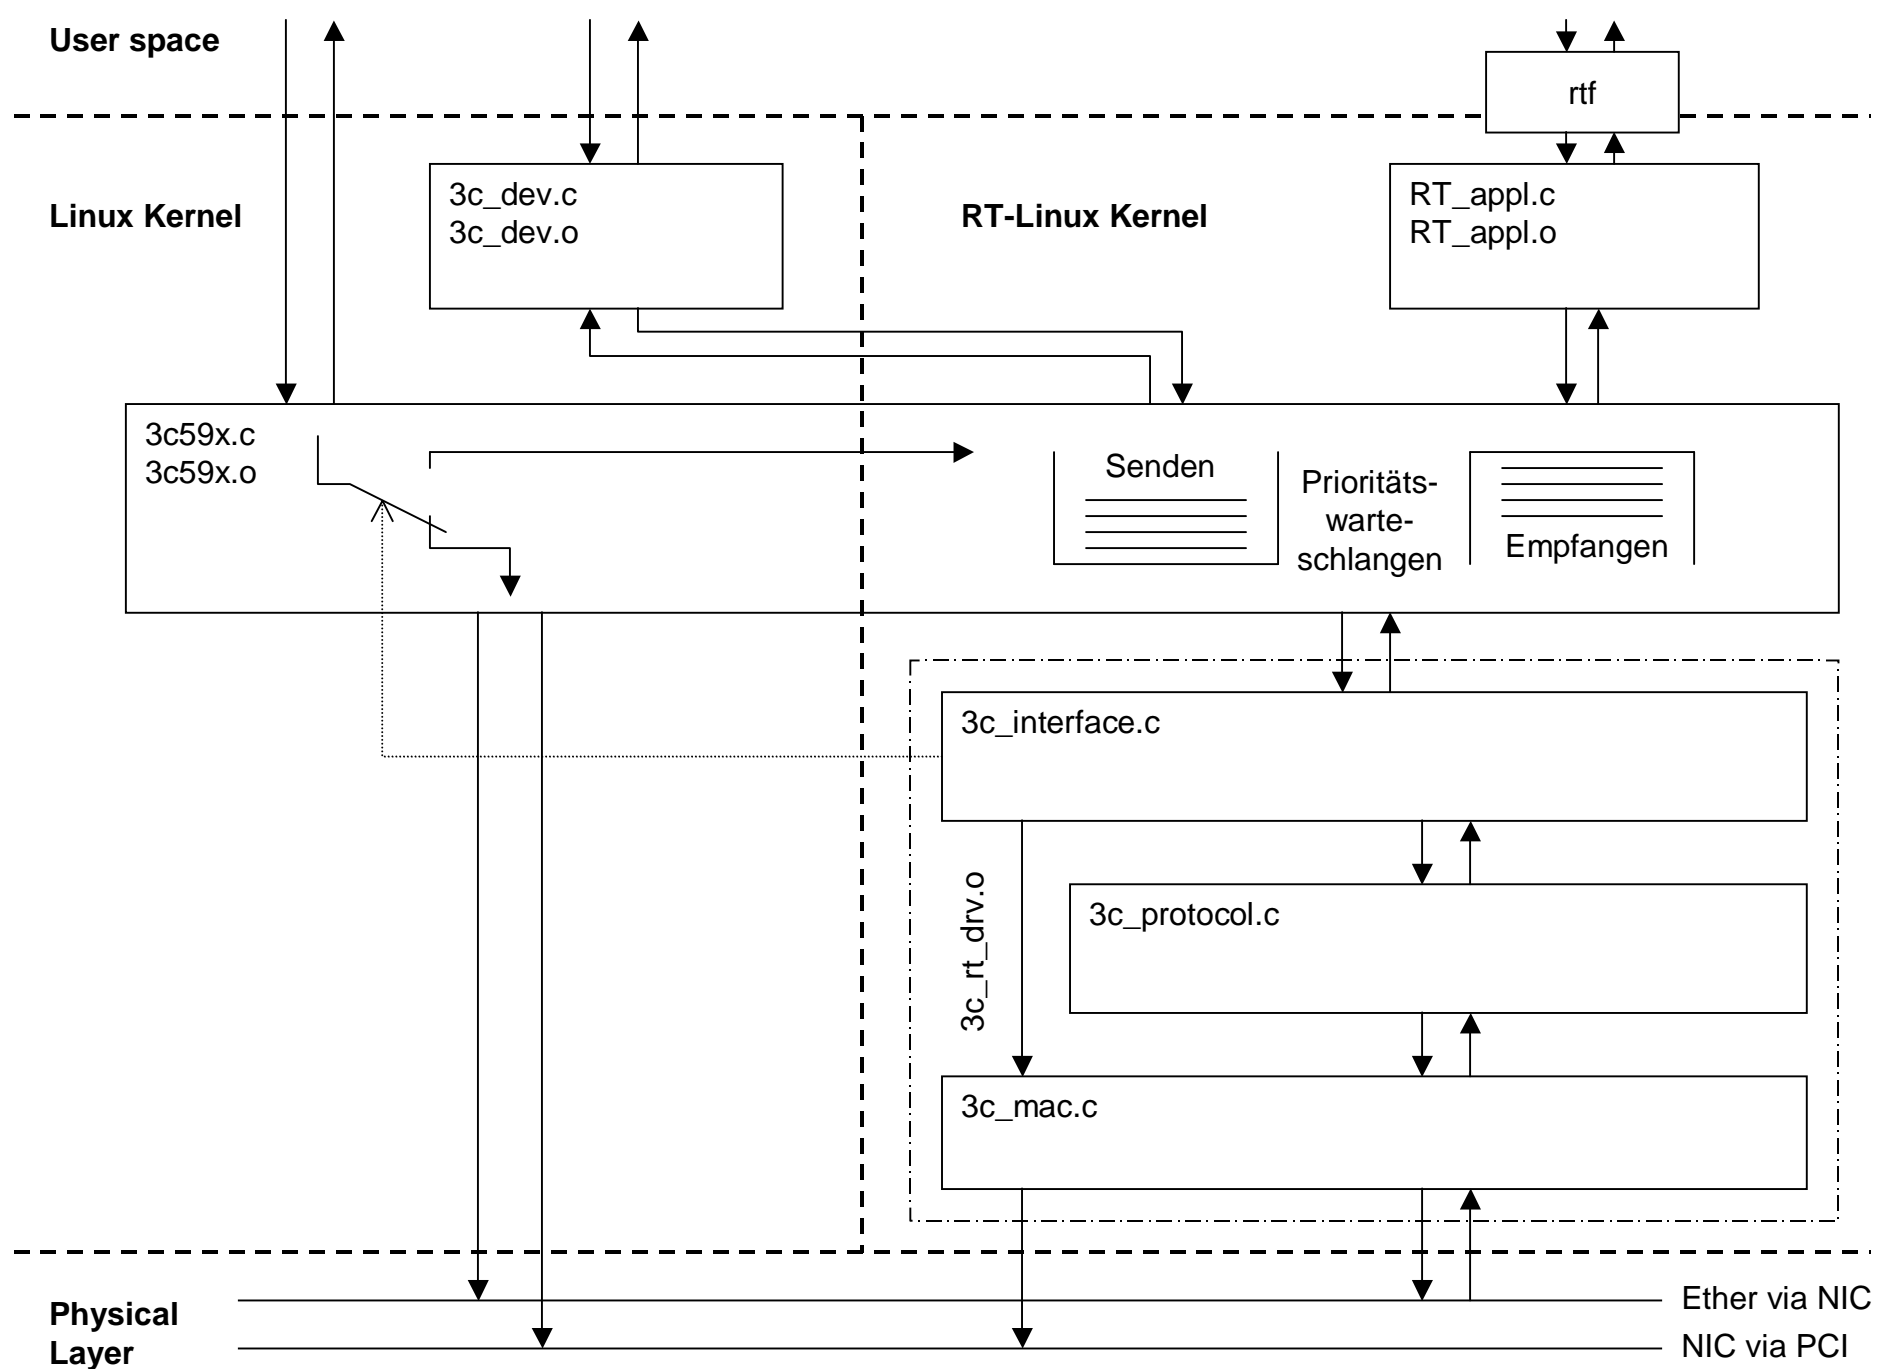 User space
rtf
Linux Kernel
3c_dev.c
3c_dev.o
RT-Linux Kernel
RT_appl.c
RT_appl.o
3c59x.c
3c59x.o
Senden
Prioritäts-
warte-
schlangen
Empfangen
3c_interface.c
3c_rt_drv.o
3c_protocol.c
3c_mac.c
Physical
Layer
Ether via NIC
NIC via PCI